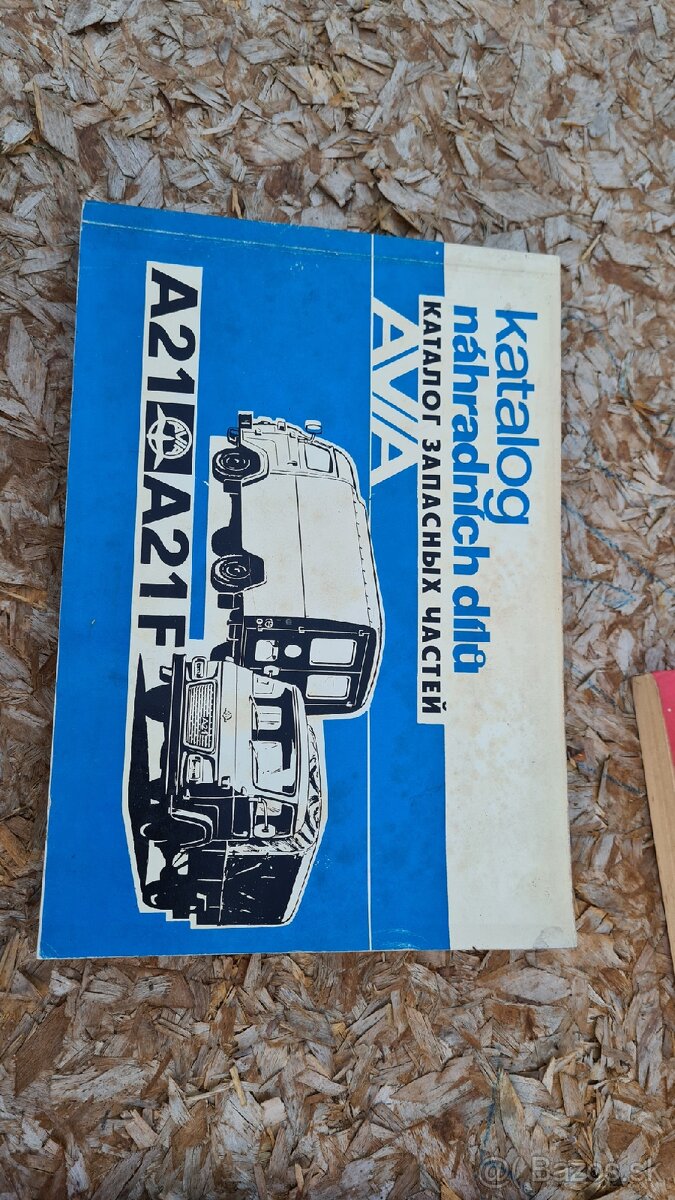 katalog
náhradních dílů
КАТАЛОГ ЗАПАСНЫХ ЧАСТЕЙ
AVIA
A21 A21F
Bazos.sk